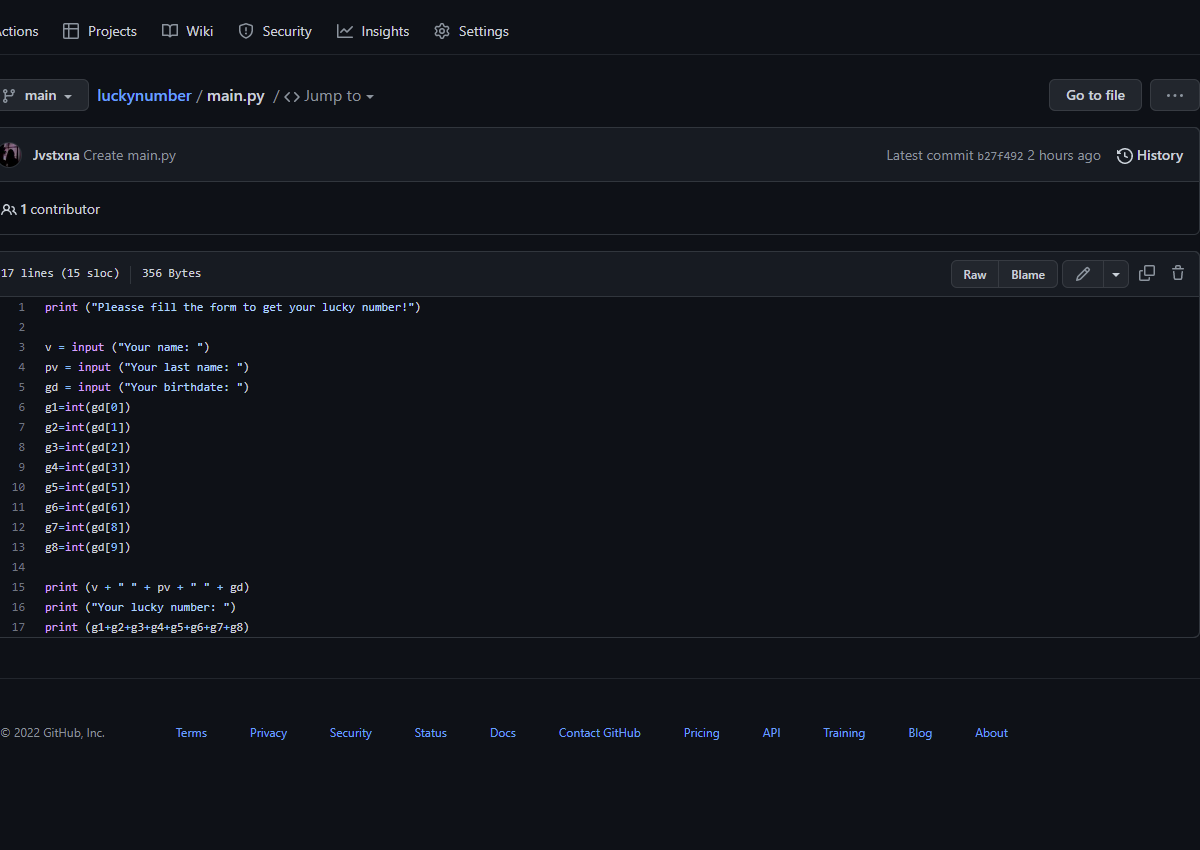 ctions Projects Wiki Security Insights Settings
main luckynumber / main.py / <> Jump to Go to file ...
Jvstxna Create main.py Latest commit b27f492 2 hours ago History
1 contributor
17 lines (15 sloc) 356 Bytes Raw Blame
1 print ("Pleasse fill the form to get your lucky number!")
2
3 v = input ("Your name: ")
4 pv = input ("Your last name: ")
5 gd = input ("Your birthdate: ")
6 g1=int(gd[0])
7 g2=int(gd[1])
8 g3=int(gd[2])
9 g4=int(gd[3])
10 g5=int(gd[5])
11 g6=int(gd[6])
12 g7=int(gd[8])
13 g8=int(gd[9])
14
15 print (v + " " + pv + " " + gd)
16 print ("Your lucky number: ")
17 print (g1+g2+g3+g4+g5+g6+g7+g8)
© 2022 GitHub, Inc. Terms Privacy Security Status Docs Contact GitHub Pricing API Training Blog About